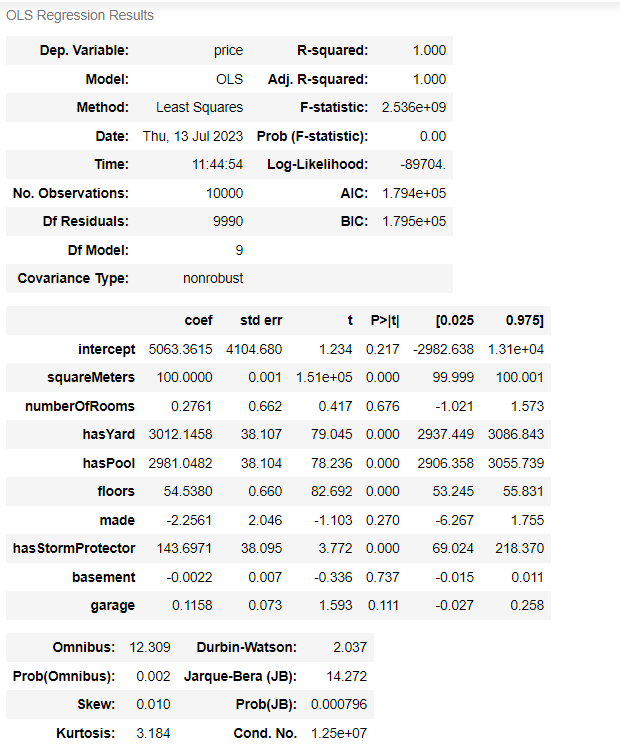 OLS Regression Results
Dep. Variable: price R-squared: 1.000
Model: OLS Adj. R-squared: 1.000
Method: Least Squares F-statistic: 2.536e+09
Date: Thu, 13 Jul 2023 Prob (F-statistic): 0.00
Time: 11:44:54 Log-Likelihood: -89704.
No. Observations: 10000 AIC: 1.794e+05
Df Residuals: 9990 BIC: 1.795e+05
Df Model: 9
Covariance Type: nonrobust
coef std err t P>|t| [0.025 0.975]
intercept 5063.3615 4104.680 1.234 0.217 -2982.638 1.31e+04
squareMeters 100.0000 0.001 1.51e+05 0.000 99.999 100.001
numberOfRooms 0.2761 0.662 0.417 0.676 -1.021 1.573
hasYard 3012.1458 38.107 79.045 0.000 2937.449 3086.843
hasPool 2981.0482 38.104 78.236 0.000 2906.358 3055.739
floors 54.5380 0.660 82.692 0.000 53.245 55.831
made -2.2561 2.046 -1.103 0.270 -6.267 1.755
hasStormProtector 143.6971 38.095 3.772 0.000 69.024 218.370
basement -0.0022 0.007 -0.336 0.737 -0.015 0.011
garage 0.1158 0.073 1.593 0.111 -0.027 0.258
Omnibus: 12.309 Durbin-Watson: 2.037
Prob(Omnibus): 0.002 Jarque-Bera (JB): 14.272
Skew: 0.010 Prob(JB): 0.000796
Kurtosis: 3.184 Cond. No. 1.25e+07